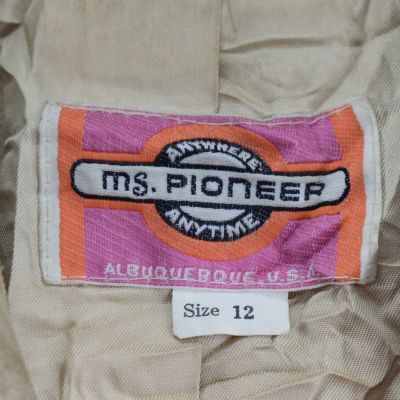 ANYWHERE
ms. PIONEER
ANYTIME
ALBUQUERQUE, U.S.A.
Size 12